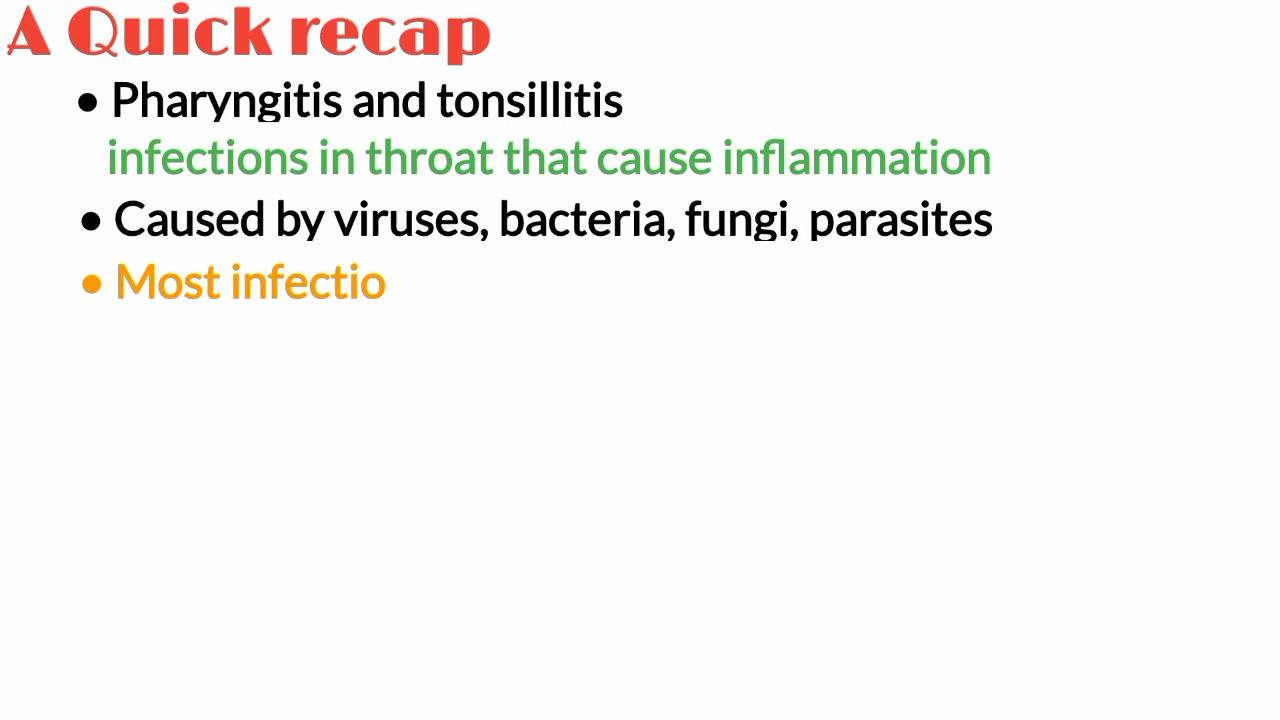 A Quick recap
• Pharyngitis and tonsillitis
infections in throat that cause inflammation
• Caused by viruses, bacteria, fungi, parasites
• Most infectio